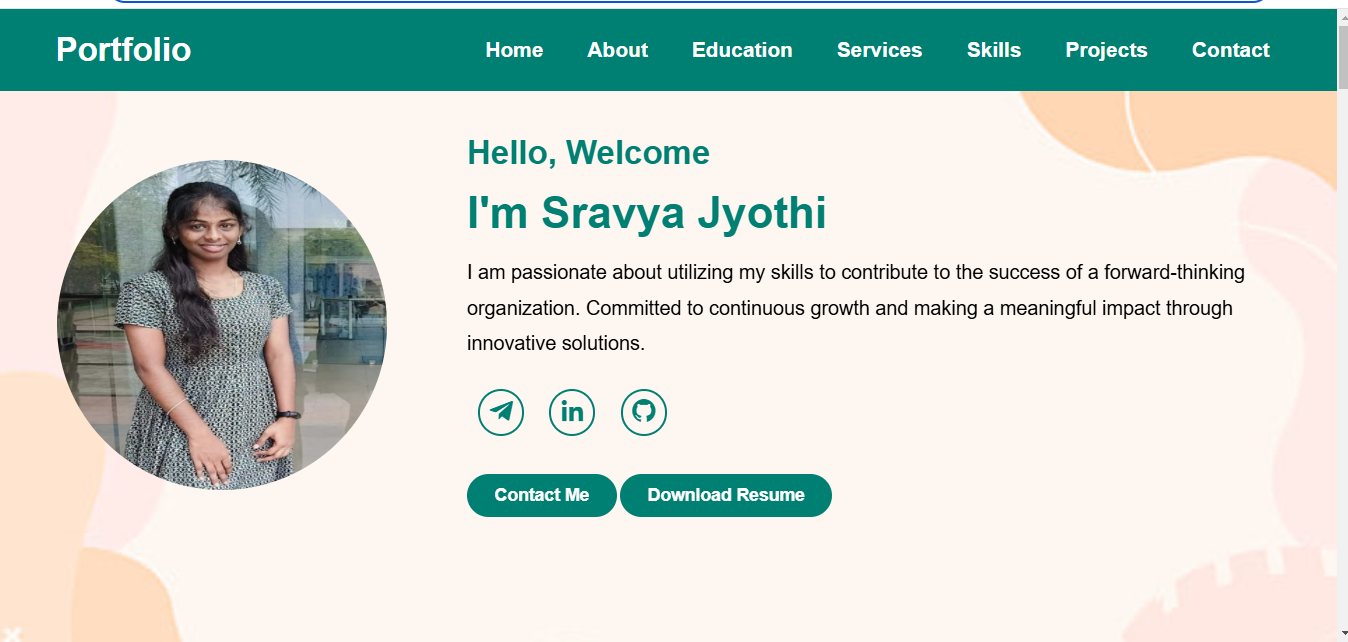 Portfolio Home About Education Services Skills Projects Contact
Hello, Welcome
I'm Sravya Jyothi
I am passionate about utilizing my skills to contribute to the success of a forward-thinking
organization. Committed to continuous growth and making a meaningful impact through
innovative solutions.
in
Contact Me Download Resume